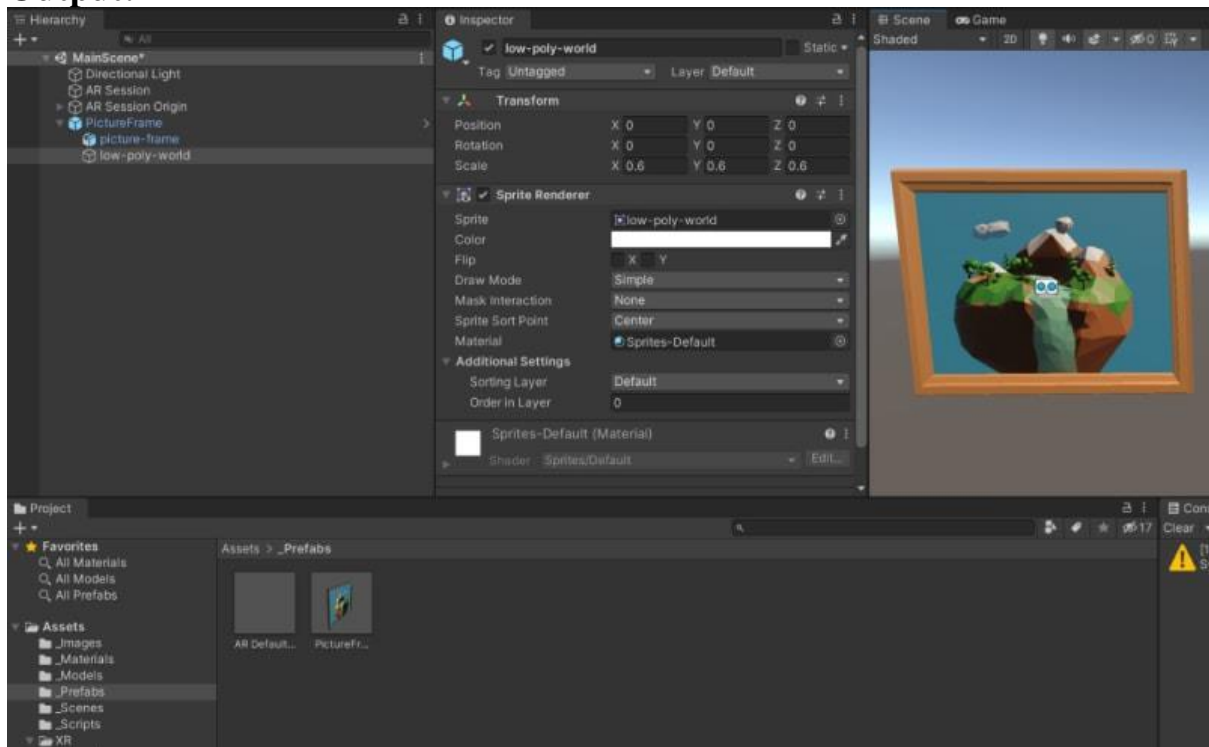 Hierarchy
All
MainScene*
Directional Light
AR Session
AR Session Origin
PictureFrame
picture-frame
low-poly-world
Inspector
low-poly-world Static
Tag Untagged Layer Default
Transform
Position X 0 Y 0 Z 0
Rotation X 0 Y 0 Z 0
Scale X 0.6 Y 0.6 Z 0.6
Sprite Renderer
Sprite low-poly-world
Color
Flip X Y
Draw Mode Simple
Mask Interaction None
Sprite Sort Point Center
Material Sprites-Default
Additional Settings
Sorting Layer Default
Order in Layer 0
Sprites-Default (Material)
Shader Sprites/Default Edit...
Scene Game
Shaded 2D 0
Project
17
Favorites
All Materials
All Models
All Prefabs
Assets
_Images
_Materials
_Models
_Prefabs
_Scenes
_Scripts
XR
Assets > _Prefabs
AR Default... PictureFr...
Clear